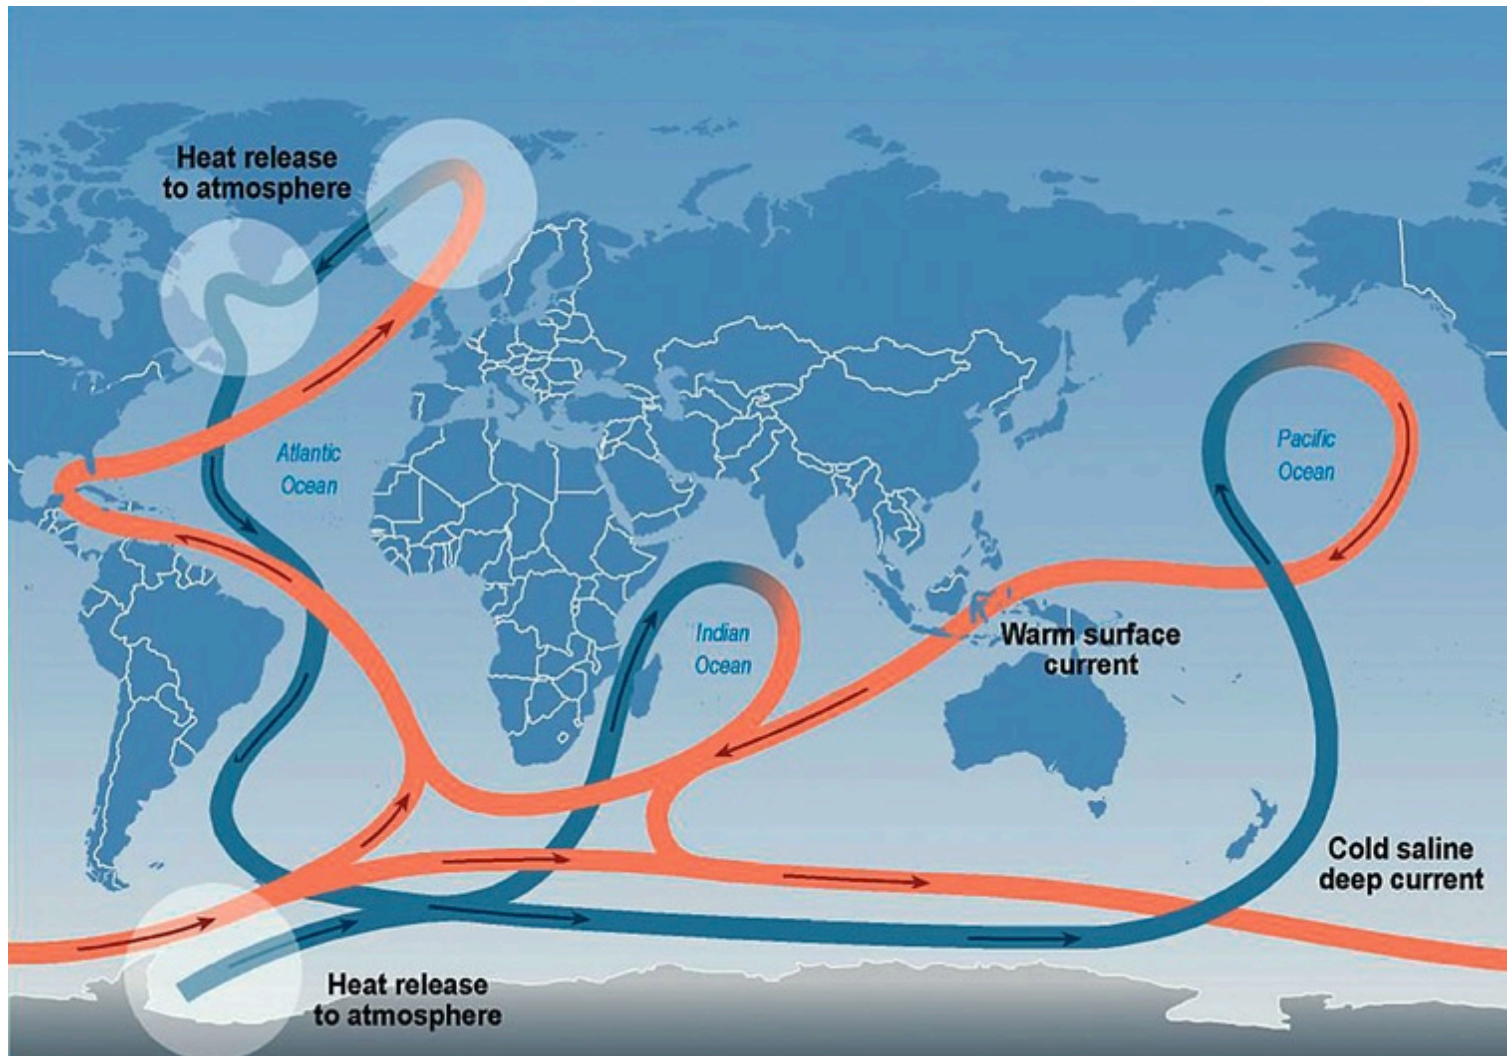 Heat release
to atmosphere
Atlantic
Ocean
Pacific
Ocean
Indian
Ocean
Warm surface
current
Cold saline
deep current
Heat release
to atmosphere